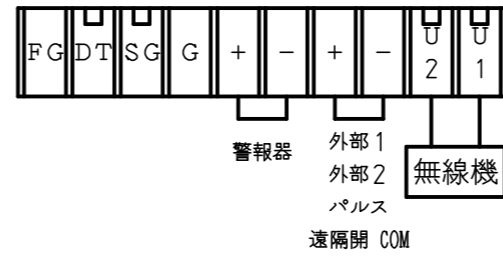 FG DT SG G + − + − U2 U1
警報器
外部1
外部2
パルス
遠隔開 COM
無線機